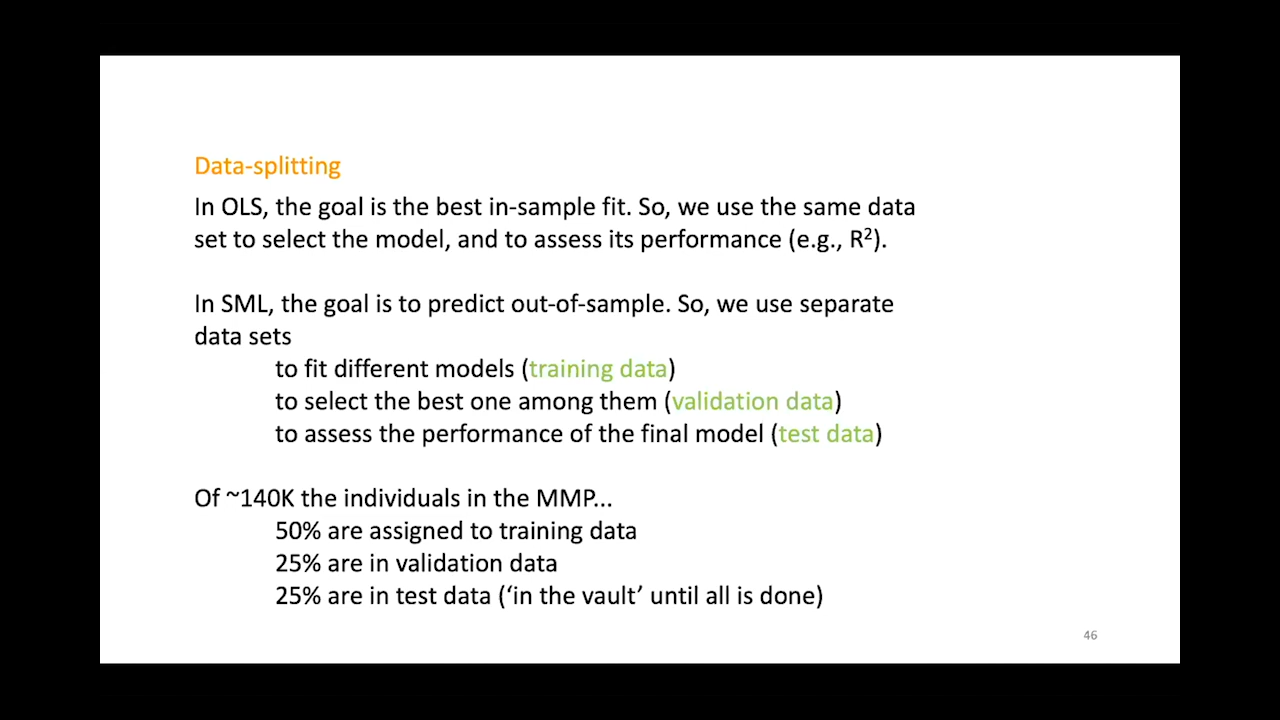 Data-splitting
In OLS, the goal is the best in-sample fit. So, we use the same data
set to select the model, and to assess its performance (e.g., R²).
In SML, the goal is to predict out-of-sample. So, we use separate
data sets
to fit different models (training data)
to select the best one among them (validation data)
to assess the performance of the final model (test data)
Of ~140K the individuals in the MMP...
50% are assigned to training data
25% are in validation data
25% are in test data (‘in the vault’ until all is done)
46